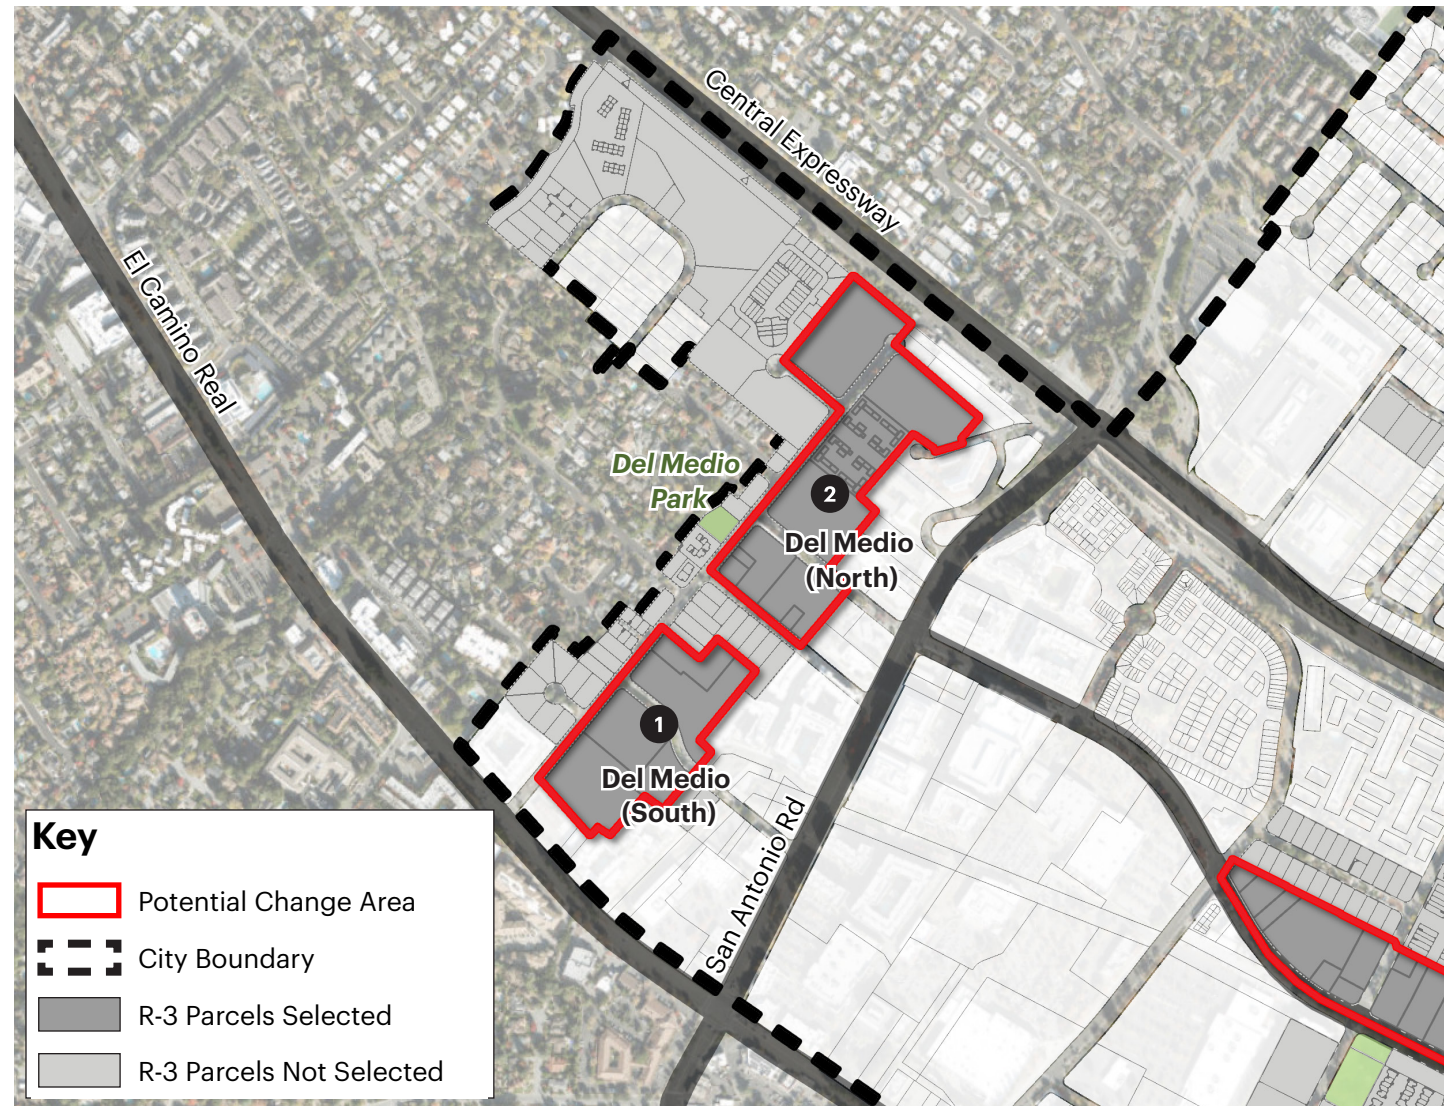 Central Expressway
El Camino Real
Del Medio
Park
2
Del Medio
(North)
1
Del Medio
(South)
San Antonio Rd
Key
Potential Change Area
City Boundary
R-3 Parcels Selected
R-3 Parcels Not Selected